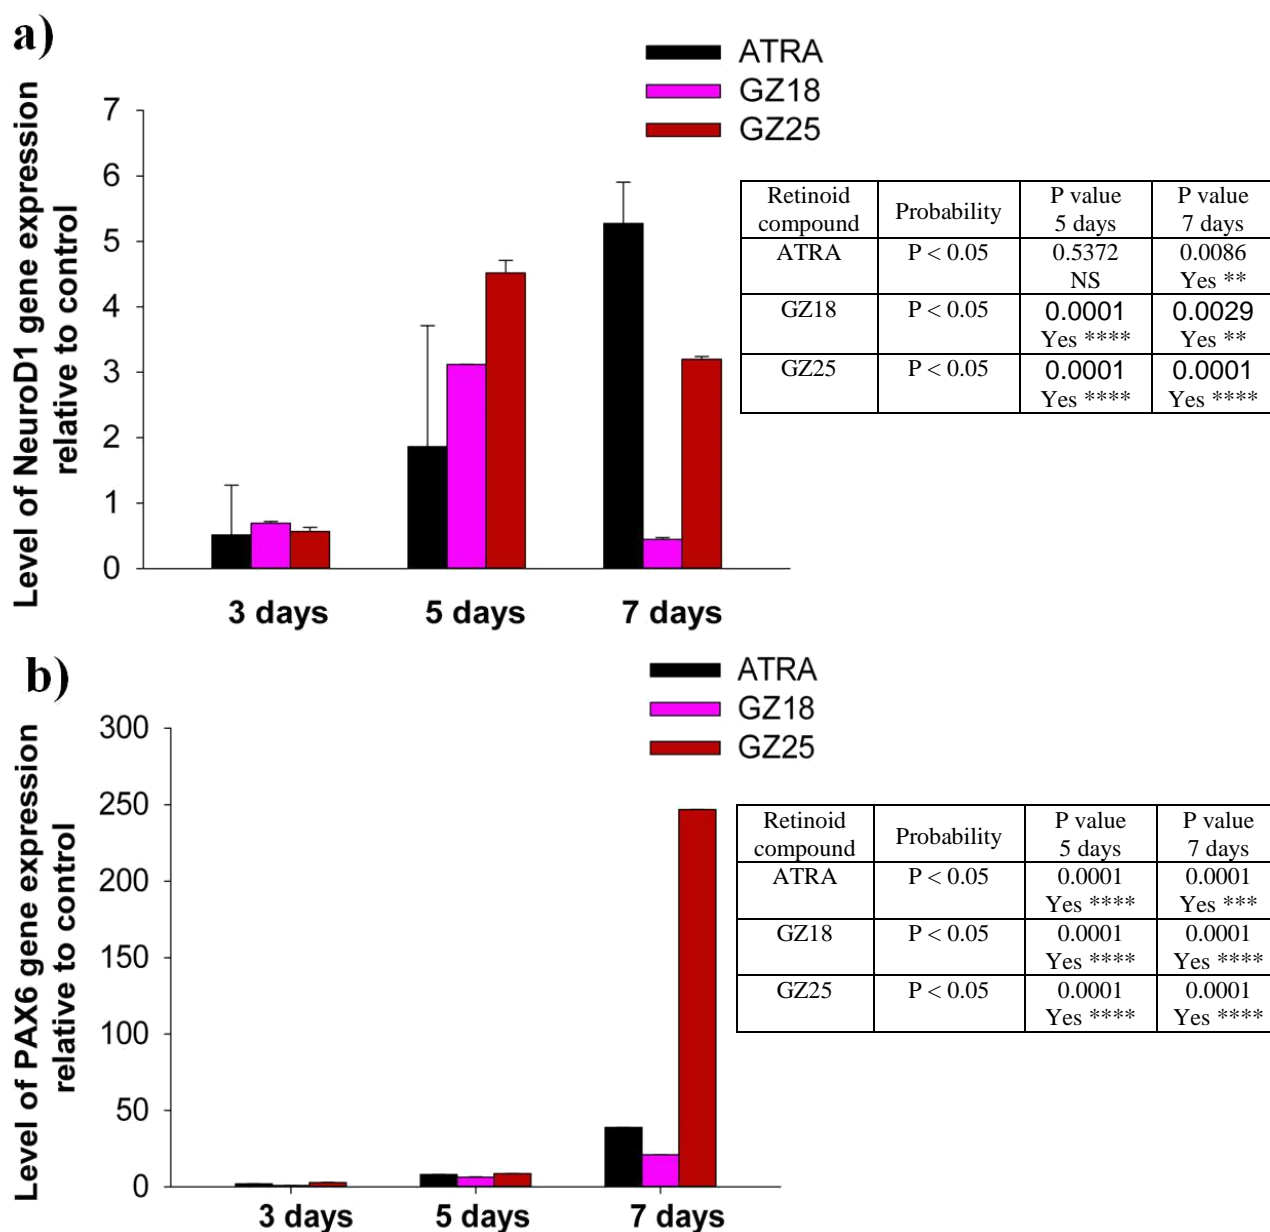 a)
ATRA
GZ18
GZ25
Level of NeuroD1 gene expression
relative to control
7
6
5
4
3
2
1
0
3 days
5 days
7 days
Retinoid compound
Probability
P value 5 days
P value 7 days
ATRA
P < 0.05
0.5372
NS
0.0086
Yes **
GZ18
P < 0.05
0.0001
Yes ****
0.0029
Yes **
GZ25
P < 0.05
0.0001
Yes ****
0.0001
Yes ****
b)
ATRA
GZ18
GZ25
Level of PAX6 gene expression
relative to control
300
250
200
150
100
50
0
3 days
5 days
7 days
Retinoid compound
Probability
P value 5 days
P value 7 days
ATRA
P < 0.05
0.0001
Yes ****
0.0001
Yes ***
GZ18
P < 0.05
0.0001
Yes ****
0.0001
Yes ****
GZ25
P < 0.05
0.0001
Yes ****
0.0001
Yes ****